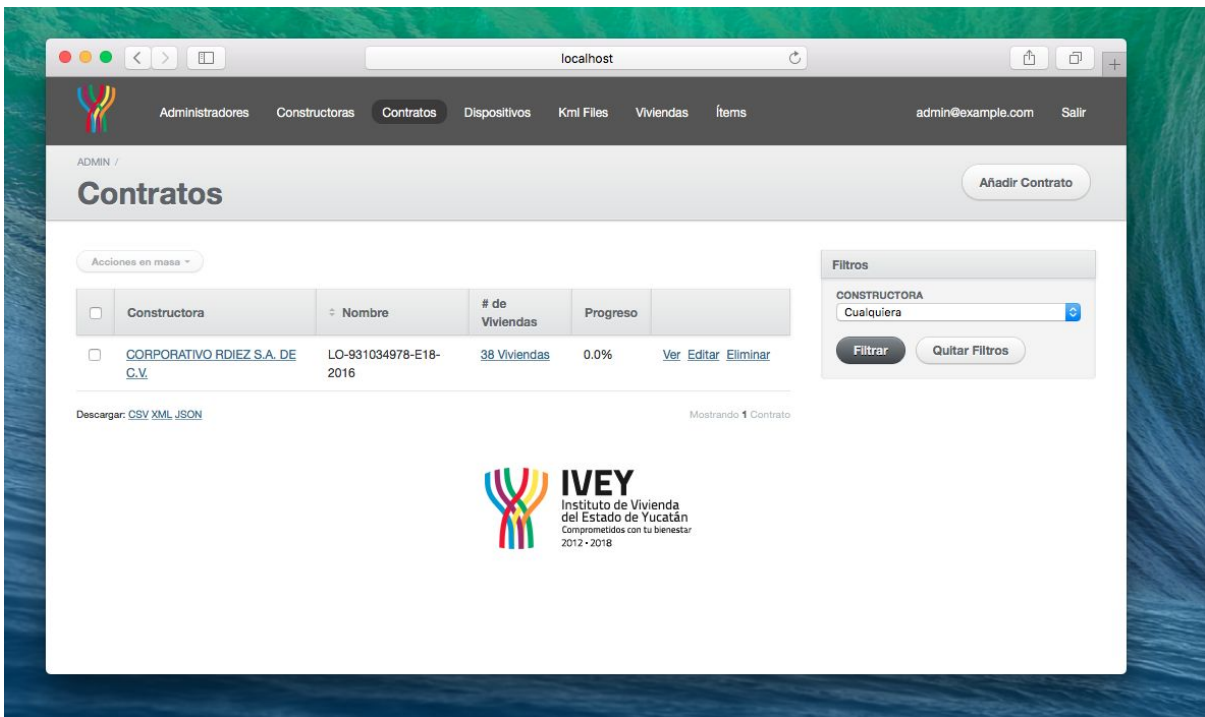 localhost
Administradores Constructoras Contratos Dispositivos Kml Files Viviendas Ítems admin@example.com Salir
ADMIN /
Contratos
Añadir Contrato
Acciones en masa
Constructora Nombre # de Viviendas Progreso
CORPORATIVO RDIEZ S.A. DE C.V. LO-931034978-E18-2016 38 Viviendas 0.0% Ver Editar Eliminar
Descargar: CSV XML JSON Mostrando 1 Contrato
Filtros
CONSTRUCTORA
Cualquiera
Filtrar Quitar Filtros
IVEY
Instituto de Vivienda
del Estado de Yucatán
Comprometidos con tu bienestar
2012 • 2018